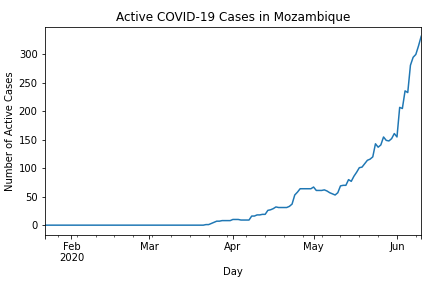 Active COVID-19 Cases in Mozambique
Number of Active Cases
300
250
200
150
100
50
0
Feb
2020
Mar
Apr
May
Jun
Day